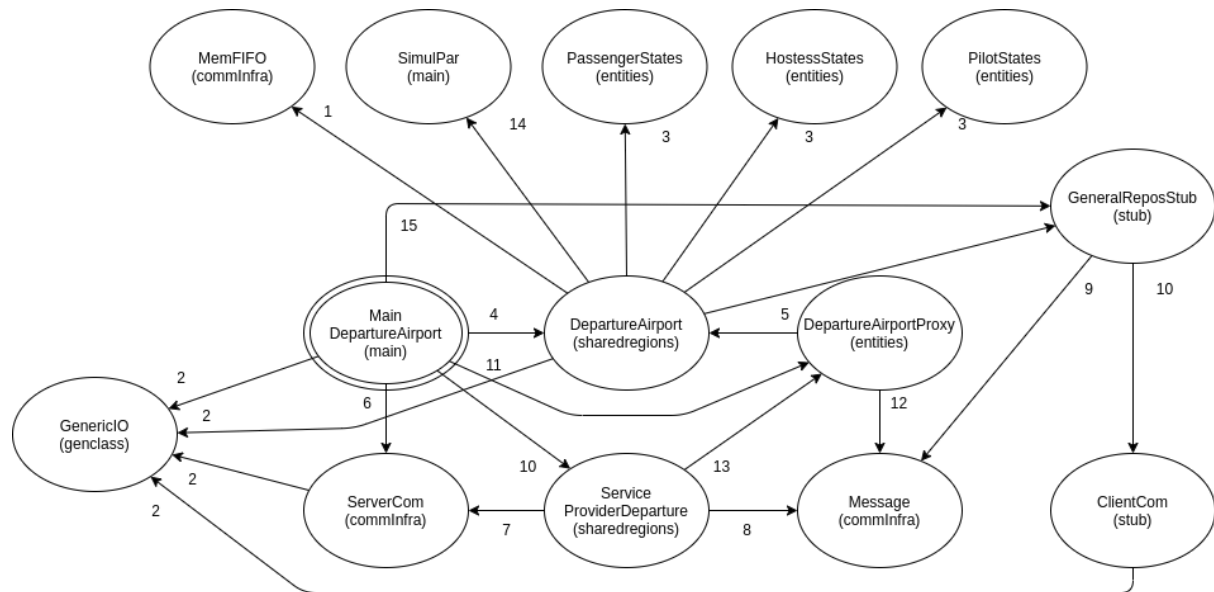 MemFIFO
(commInfra)
SimulPar
(main)
PassengerStates
(entities)
HostessStates
(entities)
PilotStates
(entities)
1
14
3
3
3
GeneralReposStub
(stub)
15
9
10
Main
DepartureAirport
(main)
4
DepartureAirport
(sharedregions)
5
DepartureAirportProxy
(entities)
11
2
6
2
12
GenericIO
(genclass)
2
2
10
13
ServerCom
(commInfra)
7
Service
ProviderDeparture
(sharedregions)
8
Message
(commInfra)
ClientCom
(stub)